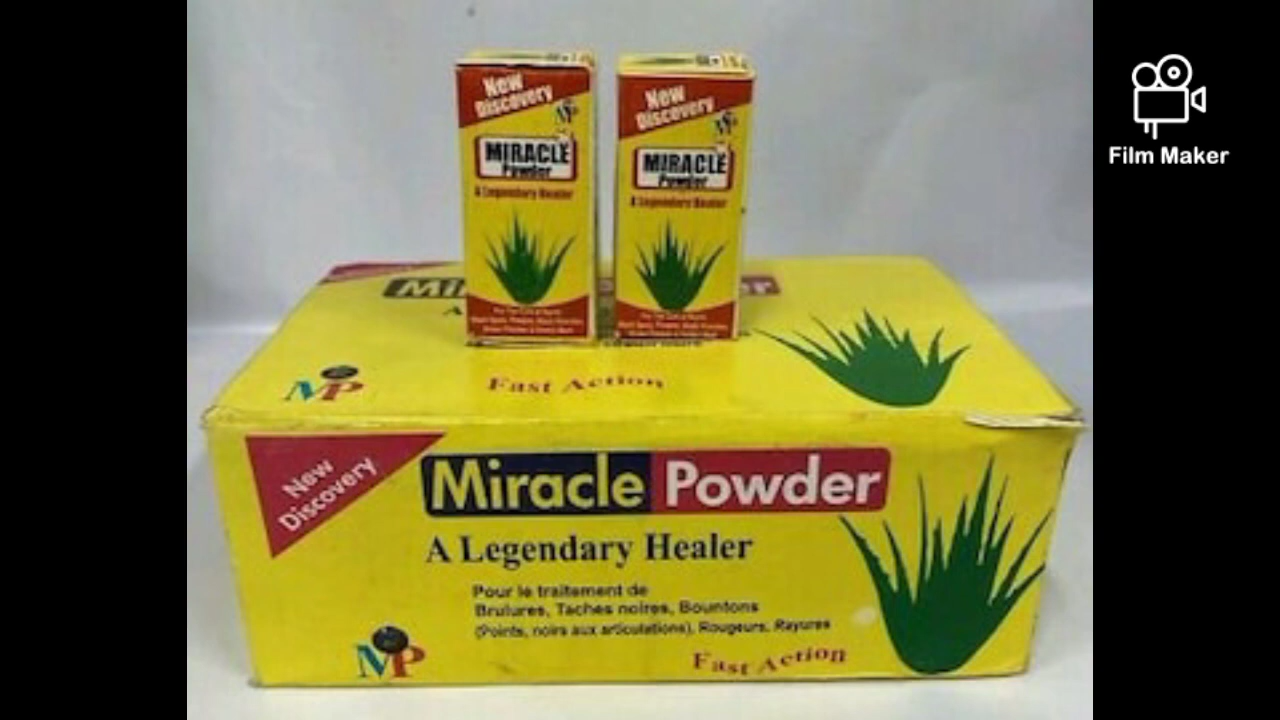 Film Maker
New
Discovery
MP
MIRACLE
Powder
A Legendary Healer
New
Discovery
MP
MIRACLE
Powder
A Legendary Healer
MP
Fast Action
New
Discovery
Miracle Powder
A Legendary Healer
Pour le traitement de
Brulures, Taches noires, Bountons
(Points, noirs aux articulations), Rougeurs, Rayures
MP
Fast Action